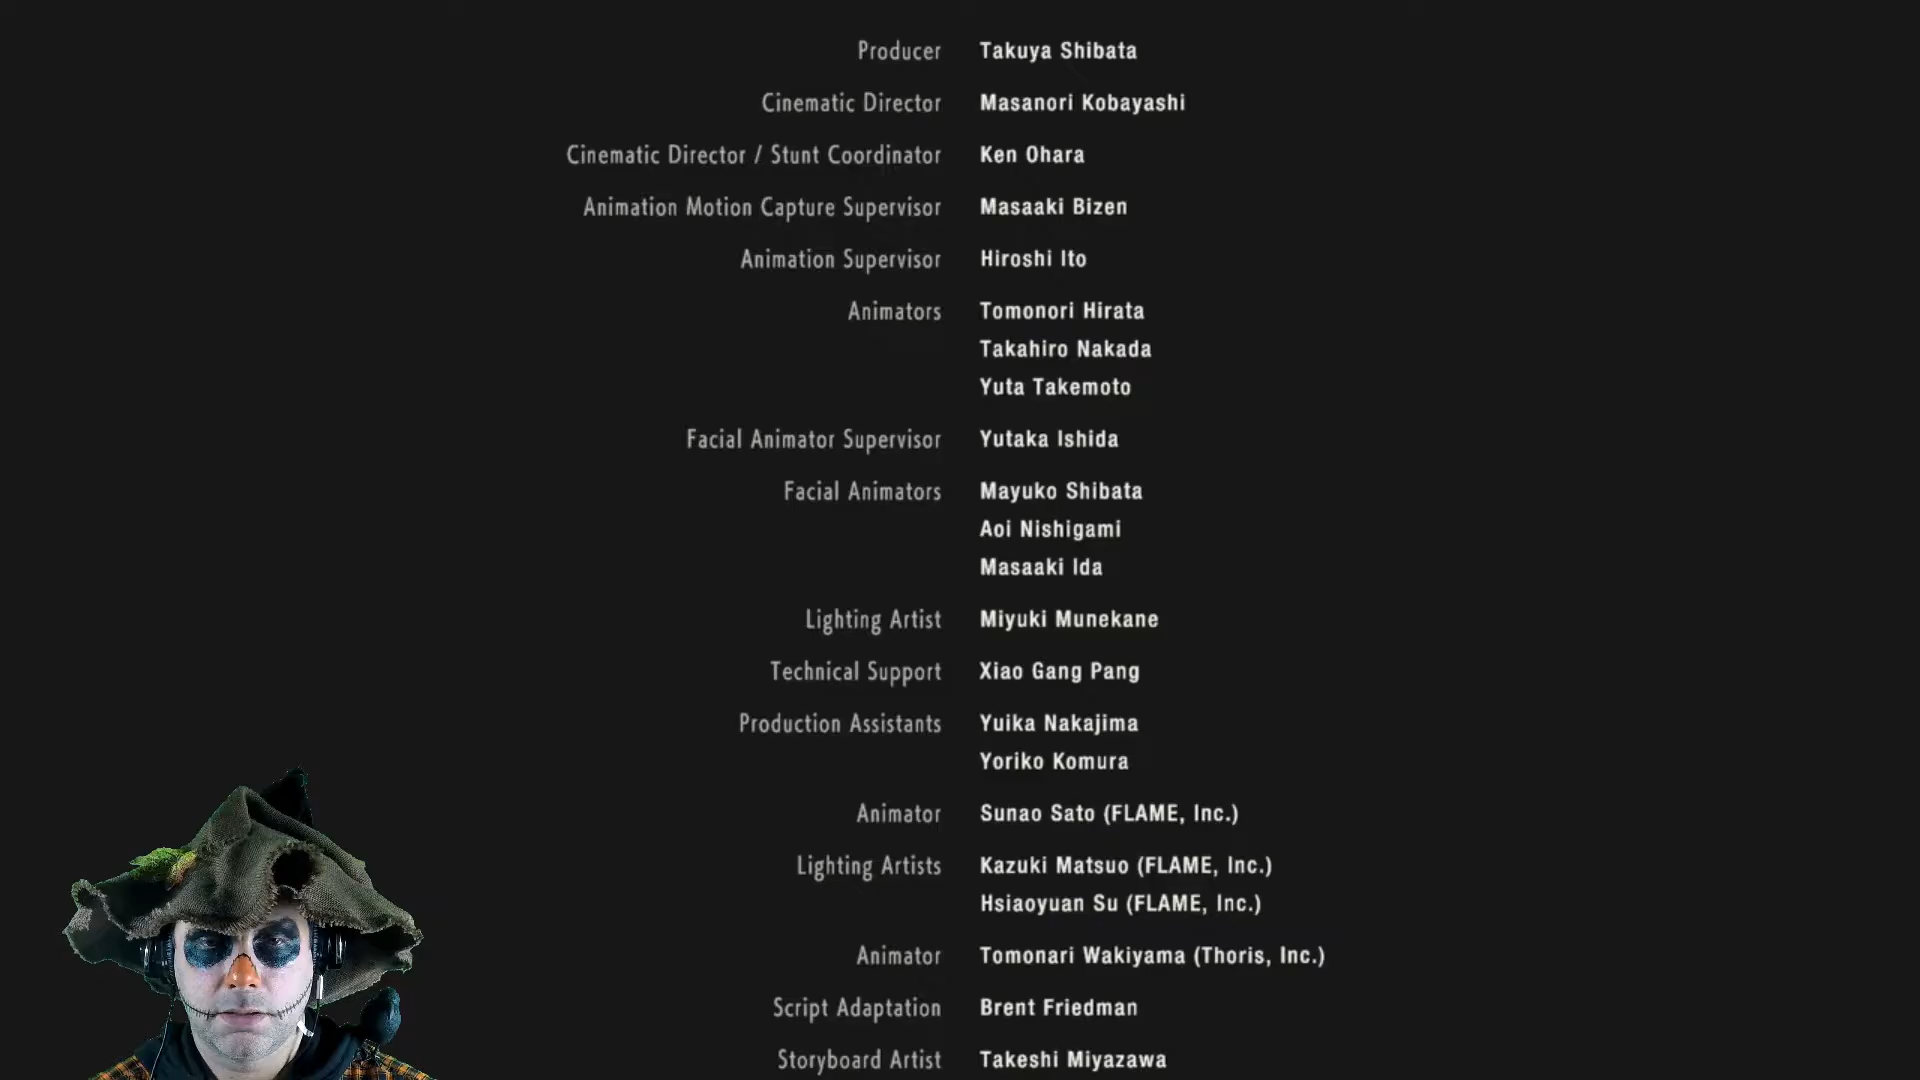 Producer Takuya Shibata
Cinematic Director Masanori Kobayashi
Cinematic Director / Stunt Coordinator Ken Ohara
Animation Motion Capture Supervisor Masaaki Bizen
Animation Supervisor Hiroshi Ito
Animators Tomonori Hirata
Takahiro Nakada
Yuta Takemoto
Facial Animator Supervisor Yutaka Ishida
Facial Animators Mayuko Shibata
Aoi Nishigami
Masaaki Ida
Lighting Artist Miyuki Munekane
Technical Support Xiao Gang Pang
Production Assistants Yuika Nakajima
Yoriko Komura
Animator Sunao Sato (FLAME, Inc.)
Lighting Artists Kazuki Matsuo (FLAME, Inc.)
Hsiaoyuan Su (FLAME, Inc.)
Animator Tomonari Wakiyama (Thoris, Inc.)
Script Adaptation Brent Friedman
Storyboard Artist Takeshi Miyazawa